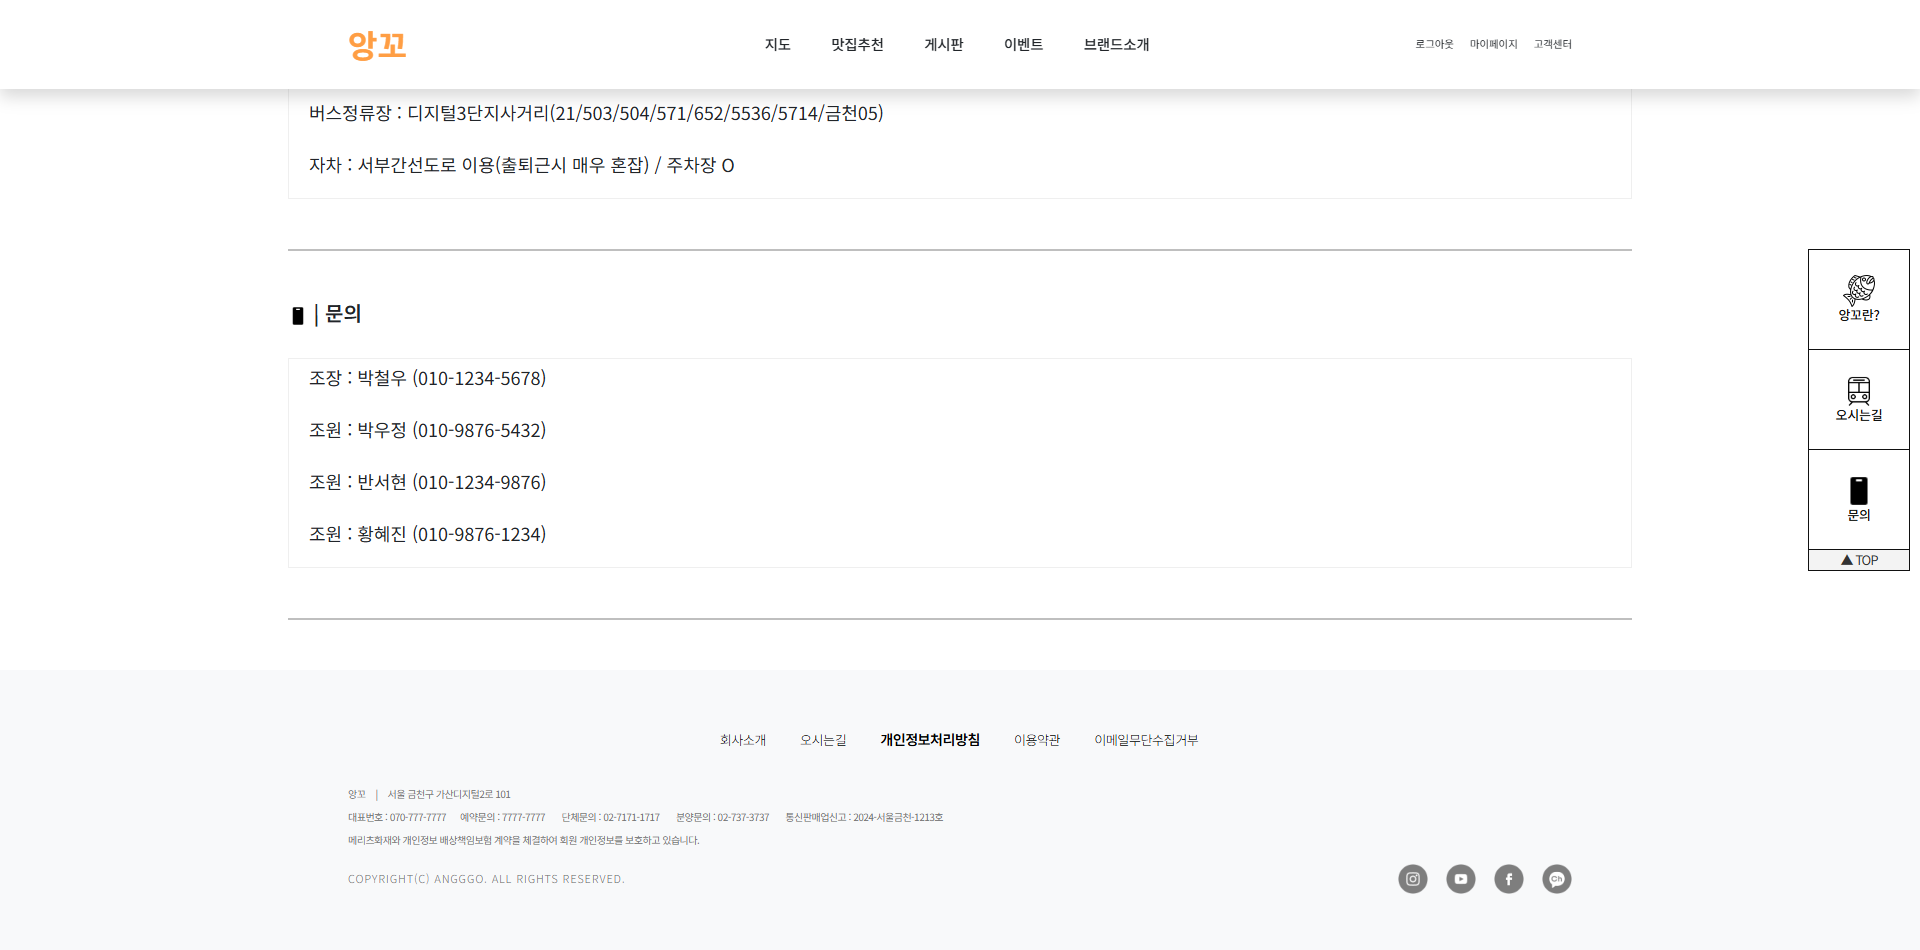 앙꼬
지도 맛집추천 게시판 이벤트 브랜드소개
로그아웃 마이페이지 고객센터
버스정류장 : 디지털3단지사거리(21/503/504/571/652/5536/5714/금천05)
자차 : 서부간선도로 이용(출퇴근시 매우 혼잡) / 주차장 O
| 문의
조장 : 박철우 (010-1234-5678)
조원 : 박우정 (010-9876-5432)
조원 : 반서현 (010-1234-9876)
조원 : 황혜진 (010-9876-1234)
앙꼬란?
오시는길
문의
▲ TOP
회사소개 오시는길 개인정보처리방침 이용약관 이메일무단수집거부
앙꼬 | 서울 금천구 가산디지털2로 101
대표번호 : 070-777-7777 예약문의 : 7777-7777 단체문의 : 02-7171-1717 분양문의 : 02-737-3737 통신판매업신고 : 2024-서울금천-1213호
메리츠화재와 개인정보 배상책임보험 계약을 체결하여 회원 개인정보를 보호하고 있습니다.
COPYRIGHT(C) ANGGGO. ALL RIGHTS RESERVED.
Ch